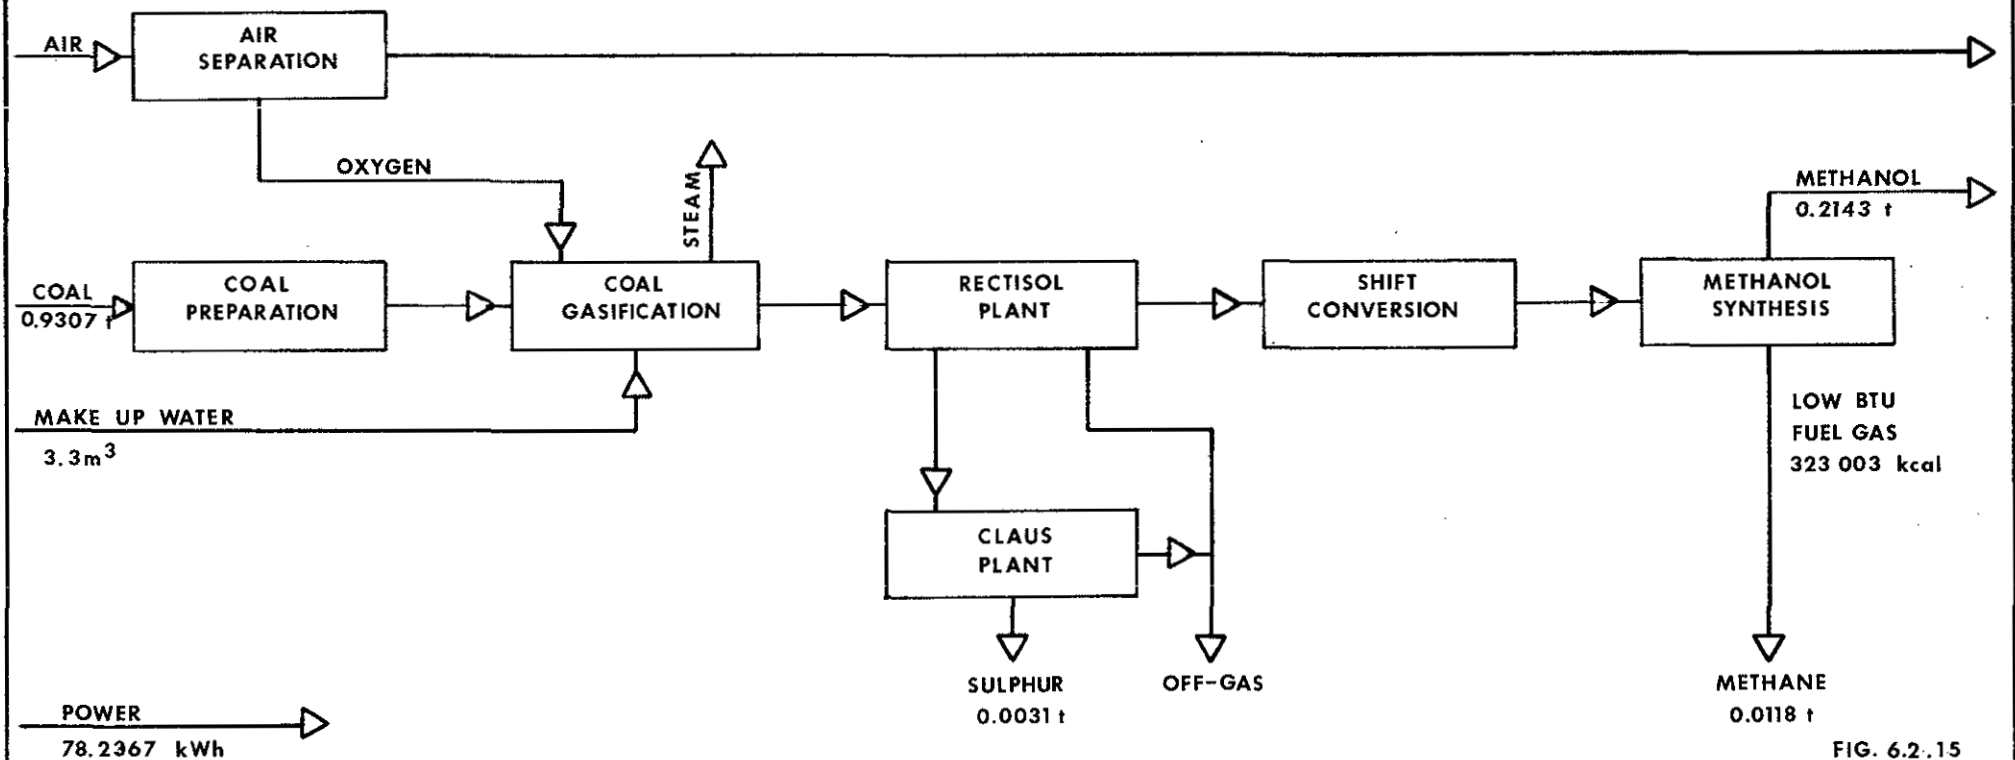 AIR
AIR
SEPARATION
OXYGEN
STEAM
METHANOL
0.2143 t
COAL
0.9307 t
COAL
PREPARATION
COAL
GASIFICATION
RECTISOL
PLANT
SHIFT
CONVERSION
METHANOL
SYNTHESIS
MAKE UP WATER
3.3m³
LOW BTU
FUEL GAS
323 003 kcal
CLAUS
PLANT
SULPHUR
0.0031 t
OFF-GAS
METHANE
0.0118 t
POWER
78.2367 kWh
FIG. 6.2.15